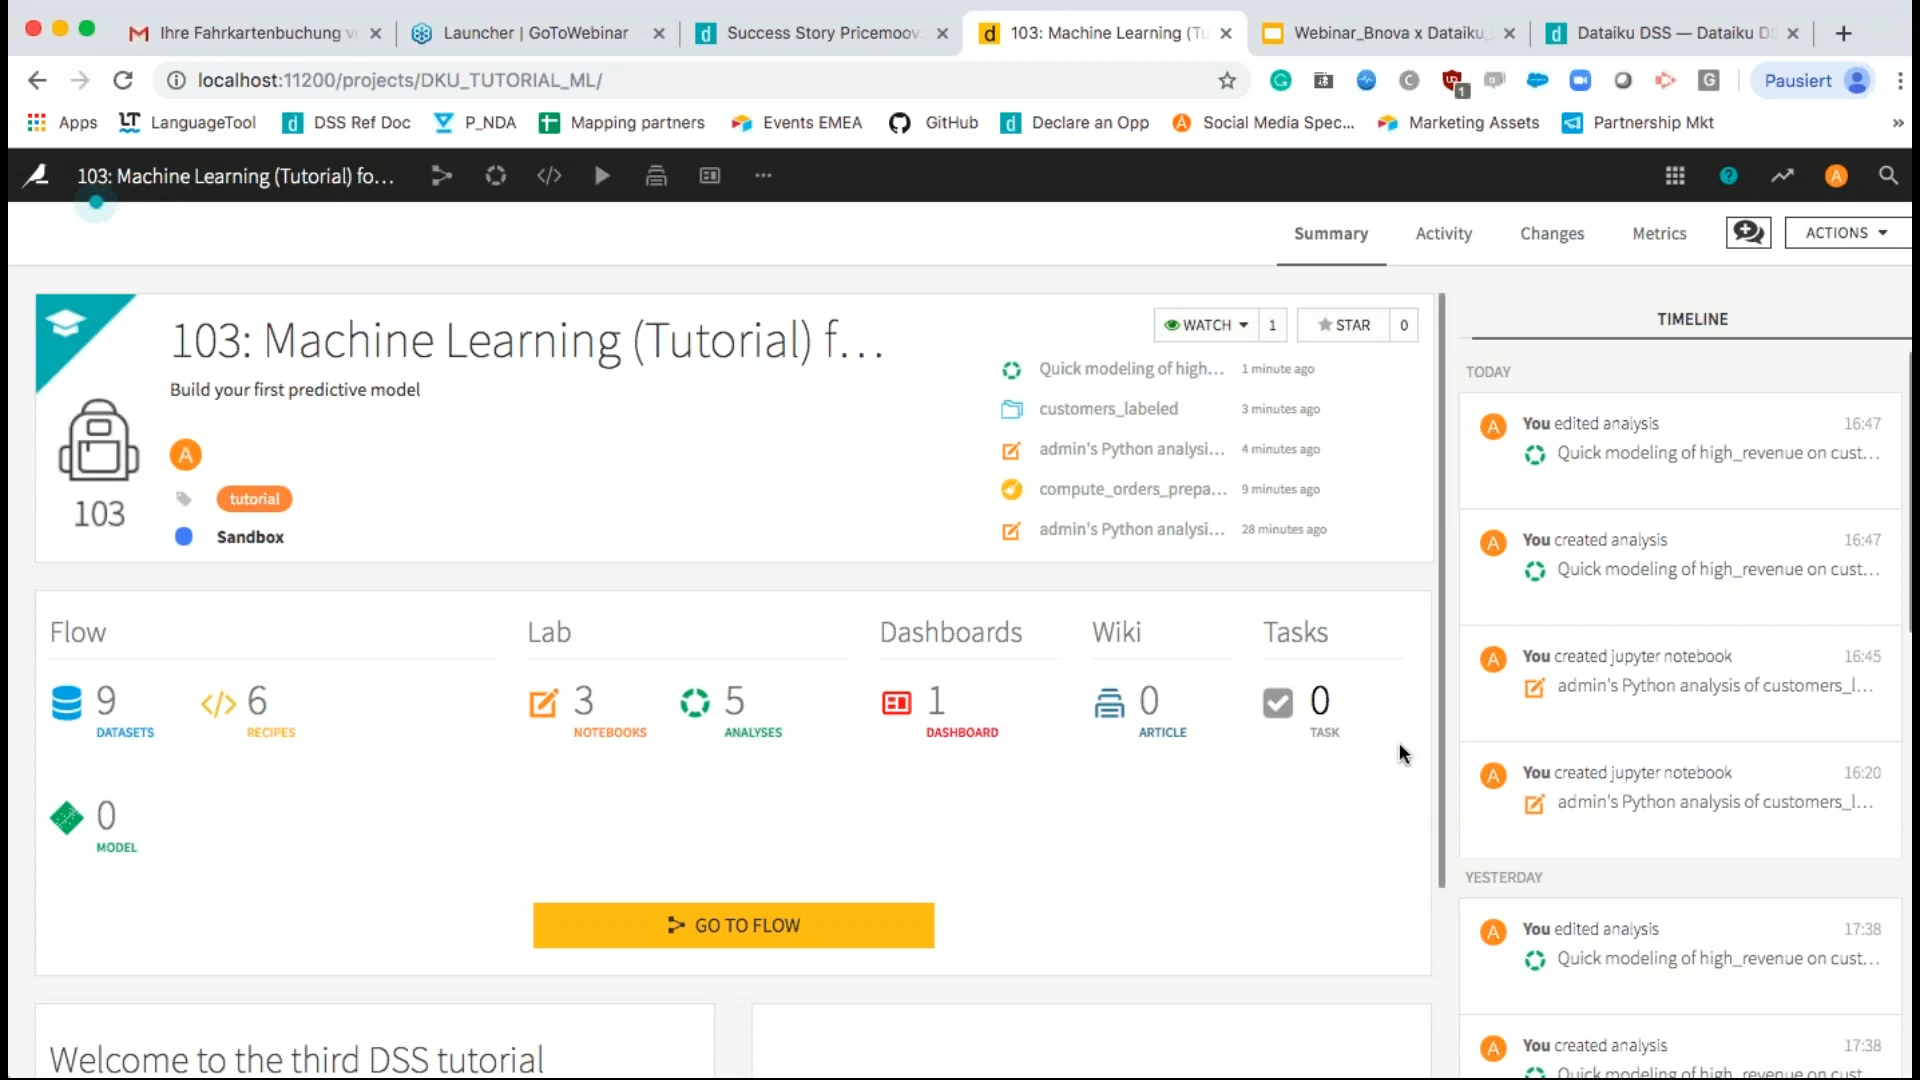 Ihre Fahrkartenbuchung v
Launcher | GoToWebinar
Success Story Pricemoov
103: Machine Learning (Tu
Webinar_Bnova x Dataiku
Dataiku DSS — Dataiku DS
localhost:11200/projects/DKU_TUTORIAL_ML/
1
G
Pausiert
Apps
LanguageTool
DSS Ref Doc
P_NDA
Mapping partners
Events EMEA
GitHub
Declare an Opp
Social Media Spec...
Marketing Assets
Partnership Mkt
»
103: Machine Learning (Tutorial) fo...
A
Summary
Activity
Changes
Metrics
ACTIONS
103: Machine Learning (Tutorial) f...
Build your first predictive model
103
A
tutorial
Sandbox
WATCH 1
STAR 0
Quick modeling of high... 1 minute ago
customers_labeled 3 minutes ago
admin's Python analysi... 4 minutes ago
compute_orders_prepa... 9 minutes ago
admin's Python analysi... 28 minutes ago
Flow
9
DATASETS
6
RECIPES
0
MODEL
Lab
3
NOTEBOOKS
5
ANALYSES
Dashboards
1
DASHBOARD
Wiki
0
ARTICLE
Tasks
0
TASK
GO TO FLOW
Welcome to the third DSS tutorial
TIMELINE
TODAY
A
You edited analysis 16:47
Quick modeling of high_revenue on cust...
A
You created analysis 16:47
Quick modeling of high_revenue on cust...
A
You created jupyter notebook 16:45
admin's Python analysis of customers_l...
A
You created jupyter notebook 16:20
admin's Python analysis of customers_l...
YESTERDAY
A
You edited analysis 17:38
Quick modeling of high_revenue on cust...
A
You created analysis 17:38
Quick modeling of high_revenue on cust...